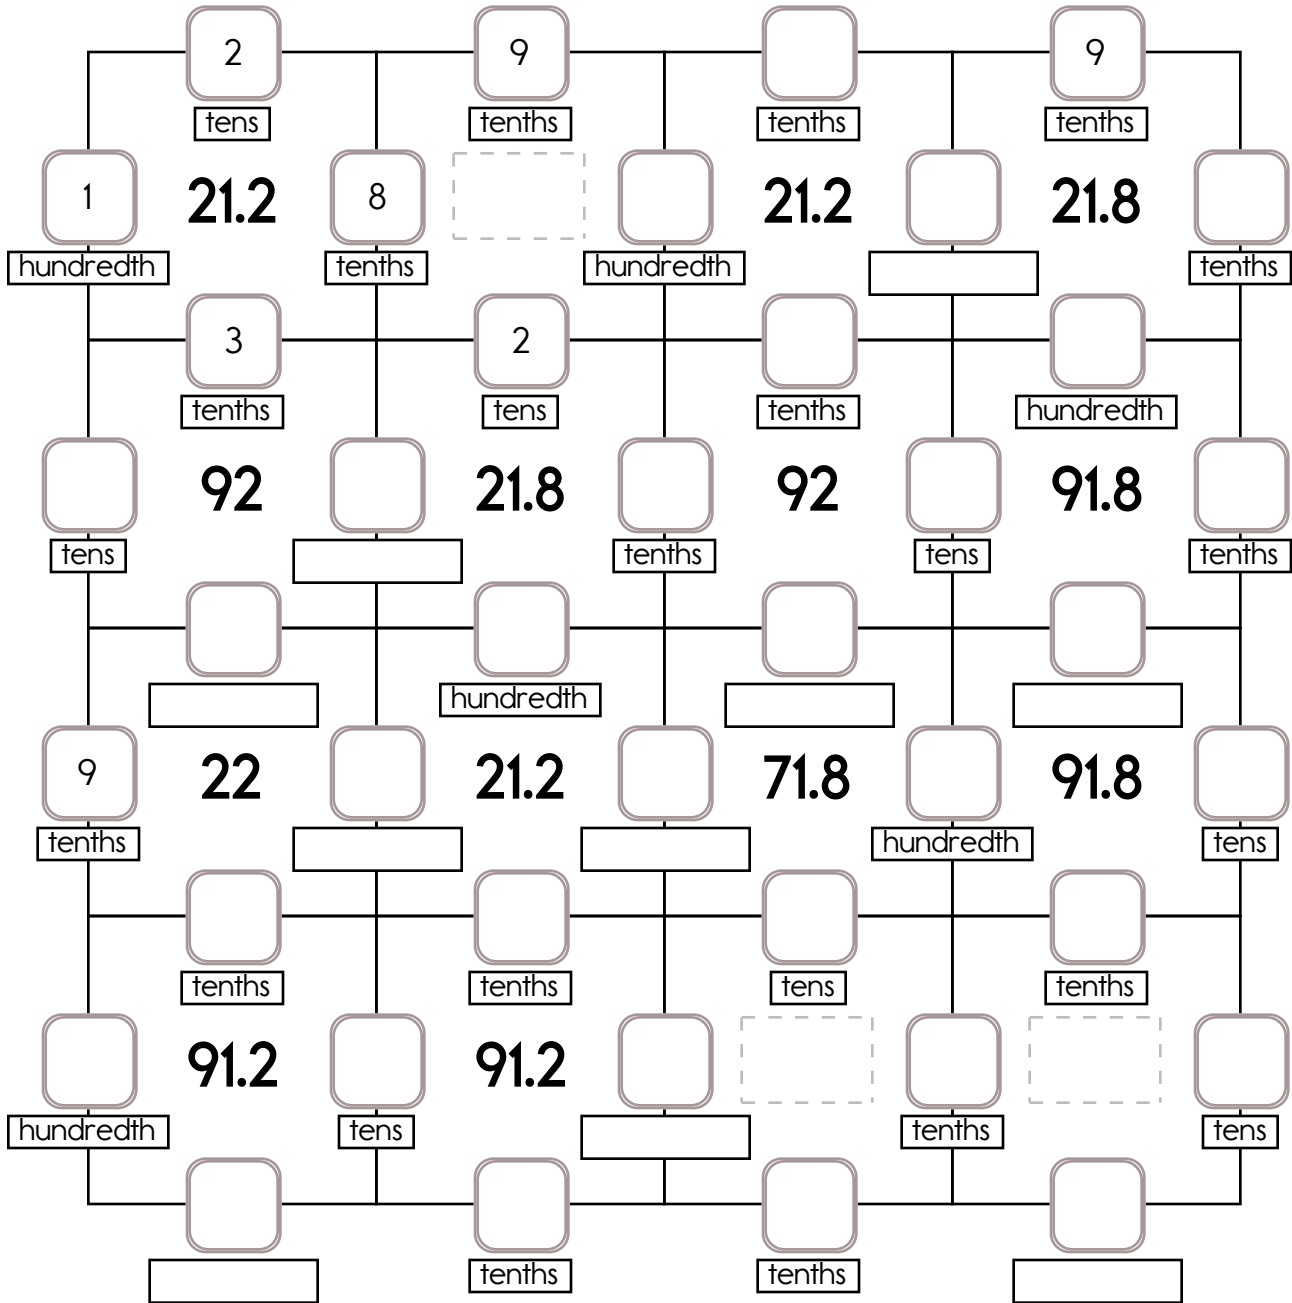 2 9 9
tens tenths tenths tenths
1 21.2 8 21.2 21.8
hundredth tenths hundredth tenths
3 2
tenths tens tenths hundredth
92 21.8 92 91.8
tens tenths tens tenths
hundredth
9 22 21.2 71.8 91.8
tenths hundredth tens
tenths tenths tens tenths
91.2 91.2
hundredth tens tenths tens
tenths tenths